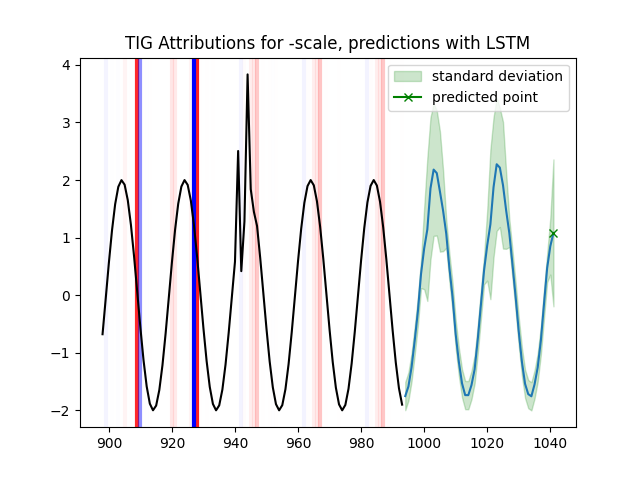 TIG Attributions for -scale, predictions with LSTM
standard deviation
predicted point
4
3
2
1
0
−1
−2
900 920 940 960 980 1000 1020 1040